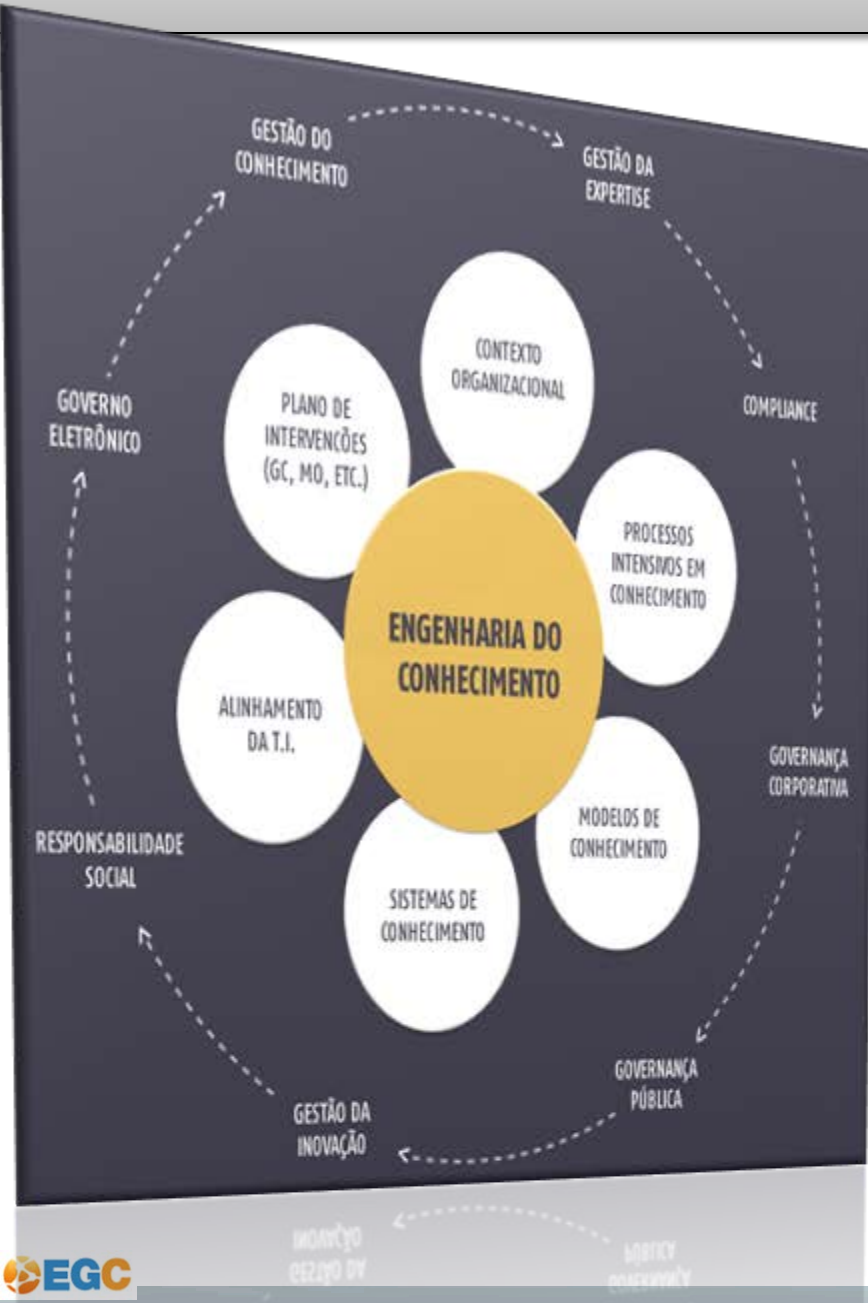 GESTÃO DO
CONHECIMENTO
GESTÃO DA
EXPERTISE
COMPLIANCE
GOVERNANÇA
CORPORATIVA
GOVERNANÇA
PÚBLICA
GESTÃO DA
INOVAÇÃO
RESPONSABILIDADE
SOCIAL
GOVERNO
ELETRÔNICO
CONTEXTO
ORGANIZACIONAL
PROCESSOS
INTENSIVOS EM
CONHECIMENTO
MODELOS DE
CONHECIMENTO
SISTEMAS DE
CONHECIMENTO
ALINHAMENTO
DA T.I.
PLANO DE
INTERVENCÕES
(GC, MO, ETC.)
ENGENHARIA DO
CONHECIMENTO
EGC